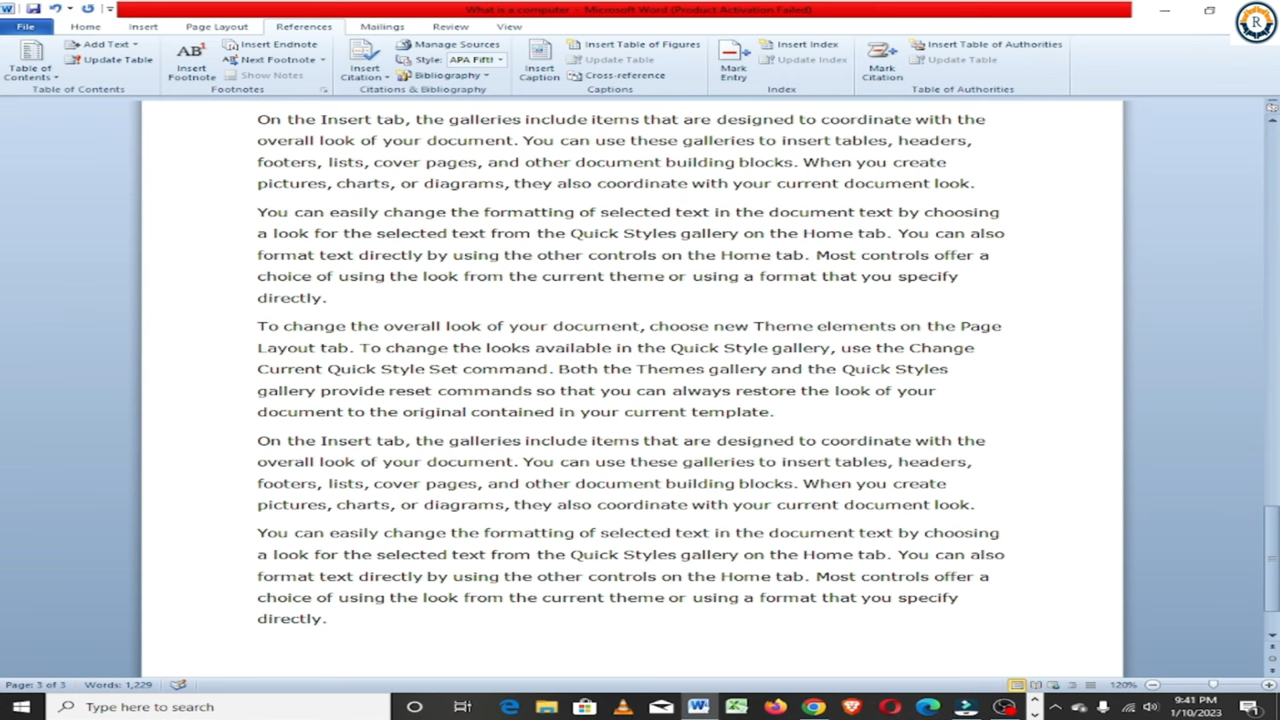 What is a computer - Microsoft Word (Product Activation Failed)
File Home Insert Page Layout References Mailings Review View
Table of Contents
Add Text
Update Table
Table of Contents
AB1
Insert Footnote
Insert Endnote
Next Footnote
Show Notes
Footnotes
Insert Citation
Manage Sources
Style: APA Fifth
Bibliography
Citations & Bibliography
Insert Caption
Insert Table of Figures
Update Table
Cross-reference
Captions
Mark Entry
Insert Index
Update Index
Index
Mark Citation
Insert Table of Authorities
Update Table
Table of Authorities
R
On the Insert tab, the galleries include items that are designed to coordinate with the
overall look of your document. You can use these galleries to insert tables, headers,
footers, lists, cover pages, and other document building blocks. When you create
pictures, charts, or diagrams, they also coordinate with your current document look.
You can easily change the formatting of selected text in the document text by choosing
a look for the selected text from the Quick Styles gallery on the Home tab. You can also
format text directly by using the other controls on the Home tab. Most controls offer a
choice of using the look from the current theme or using a format that you specify
directly.
To change the overall look of your document, choose new Theme elements on the Page
Layout tab. To change the looks available in the Quick Style gallery, use the Change
Current Quick Style Set command. Both the Themes gallery and the Quick Styles
gallery provide reset commands so that you can always restore the look of your
document to the original contained in your current template.
On the Insert tab, the galleries include items that are designed to coordinate with the
overall look of your document. You can use these galleries to insert tables, headers,
footers, lists, cover pages, and other document building blocks. When you create
pictures, charts, or diagrams, they also coordinate with your current document look.
You can easily change the formatting of selected text in the document text by choosing
a look for the selected text from the Quick Styles gallery on the Home tab. You can also
format text directly by using the other controls on the Home tab. Most controls offer a
choice of using the look from the current theme or using a format that you specify
directly.
Page: 3 of 3 Words: 1,229 120%
Type here to search
9:41 PM
1/10/2023